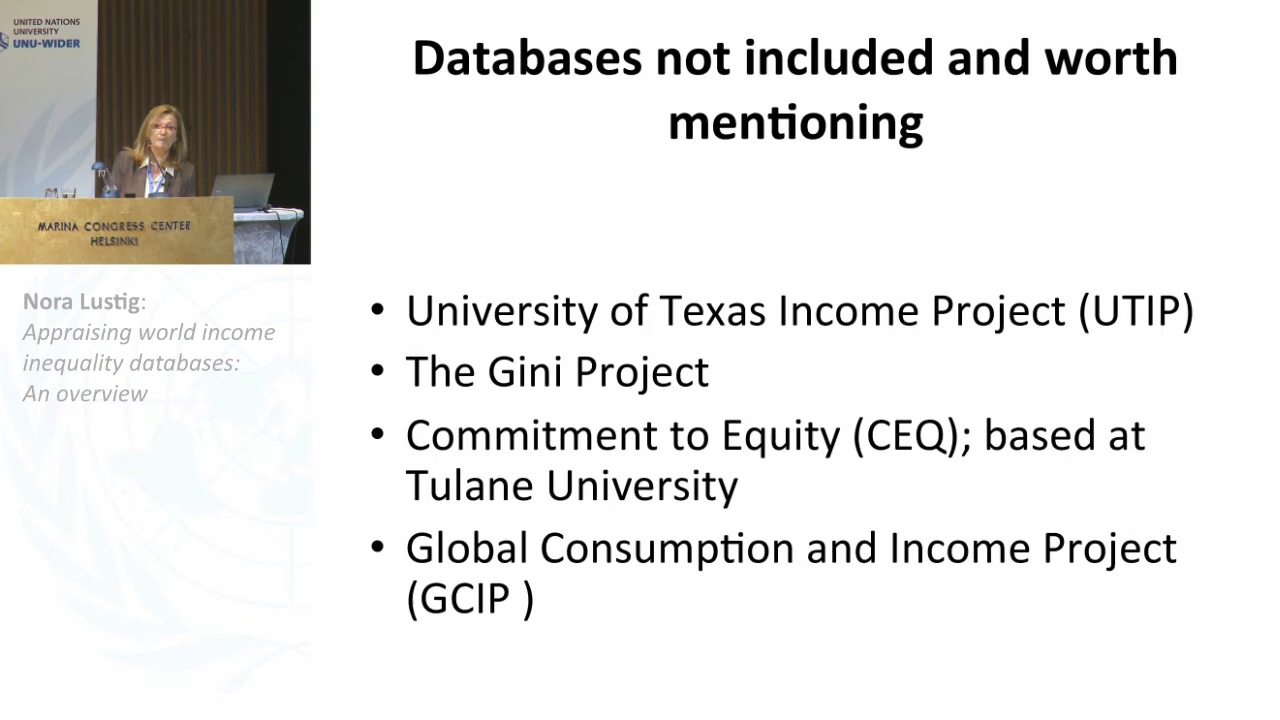 UNITED NATIONS
UNIVERSITY
UNU-WIDER
MARINA CONGRESS CENTER
HELSINKI
Nora Lustig:
Appraising world income
inequality databases:
An overview
Databases not included and worth
mentioning
• University of Texas Income Project (UTIP)
• The Gini Project
• Commitment to Equity (CEQ); based at
Tulane University
• Global Consumption and Income Project
(GCIP )